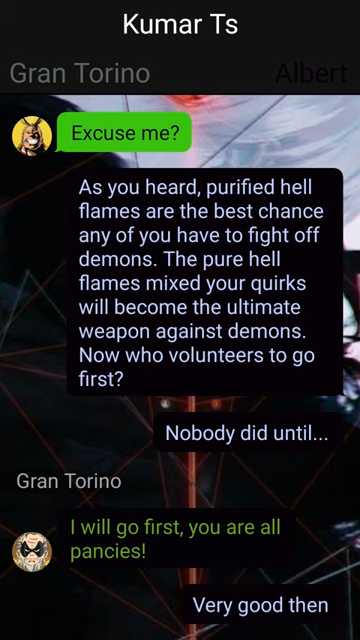 Kumar Ts
Gran Torino
Albert
Excuse me?
As you heard, purified hell
flames are the best chance
any of you have to fight off
demons. The pure hell
flames mixed your quirks
will become the ultimate
weapon against demons.
Now who volunteers to go
first?
Nobody did until...
Gran Torino
I will go first, you are all
pancies!
Very good then